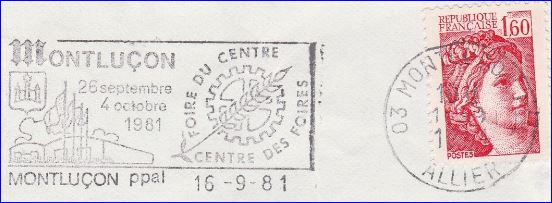 MONTLUÇON
26 septembre
4 octobre
1981
FOIRE DU CENTRE
CENTRE DES FOIRES
MONTLUÇON ppal
16-9-81
REPUBLIQUE
FRANÇAISE
1,60
POSTES
03 MONT
ALLIER